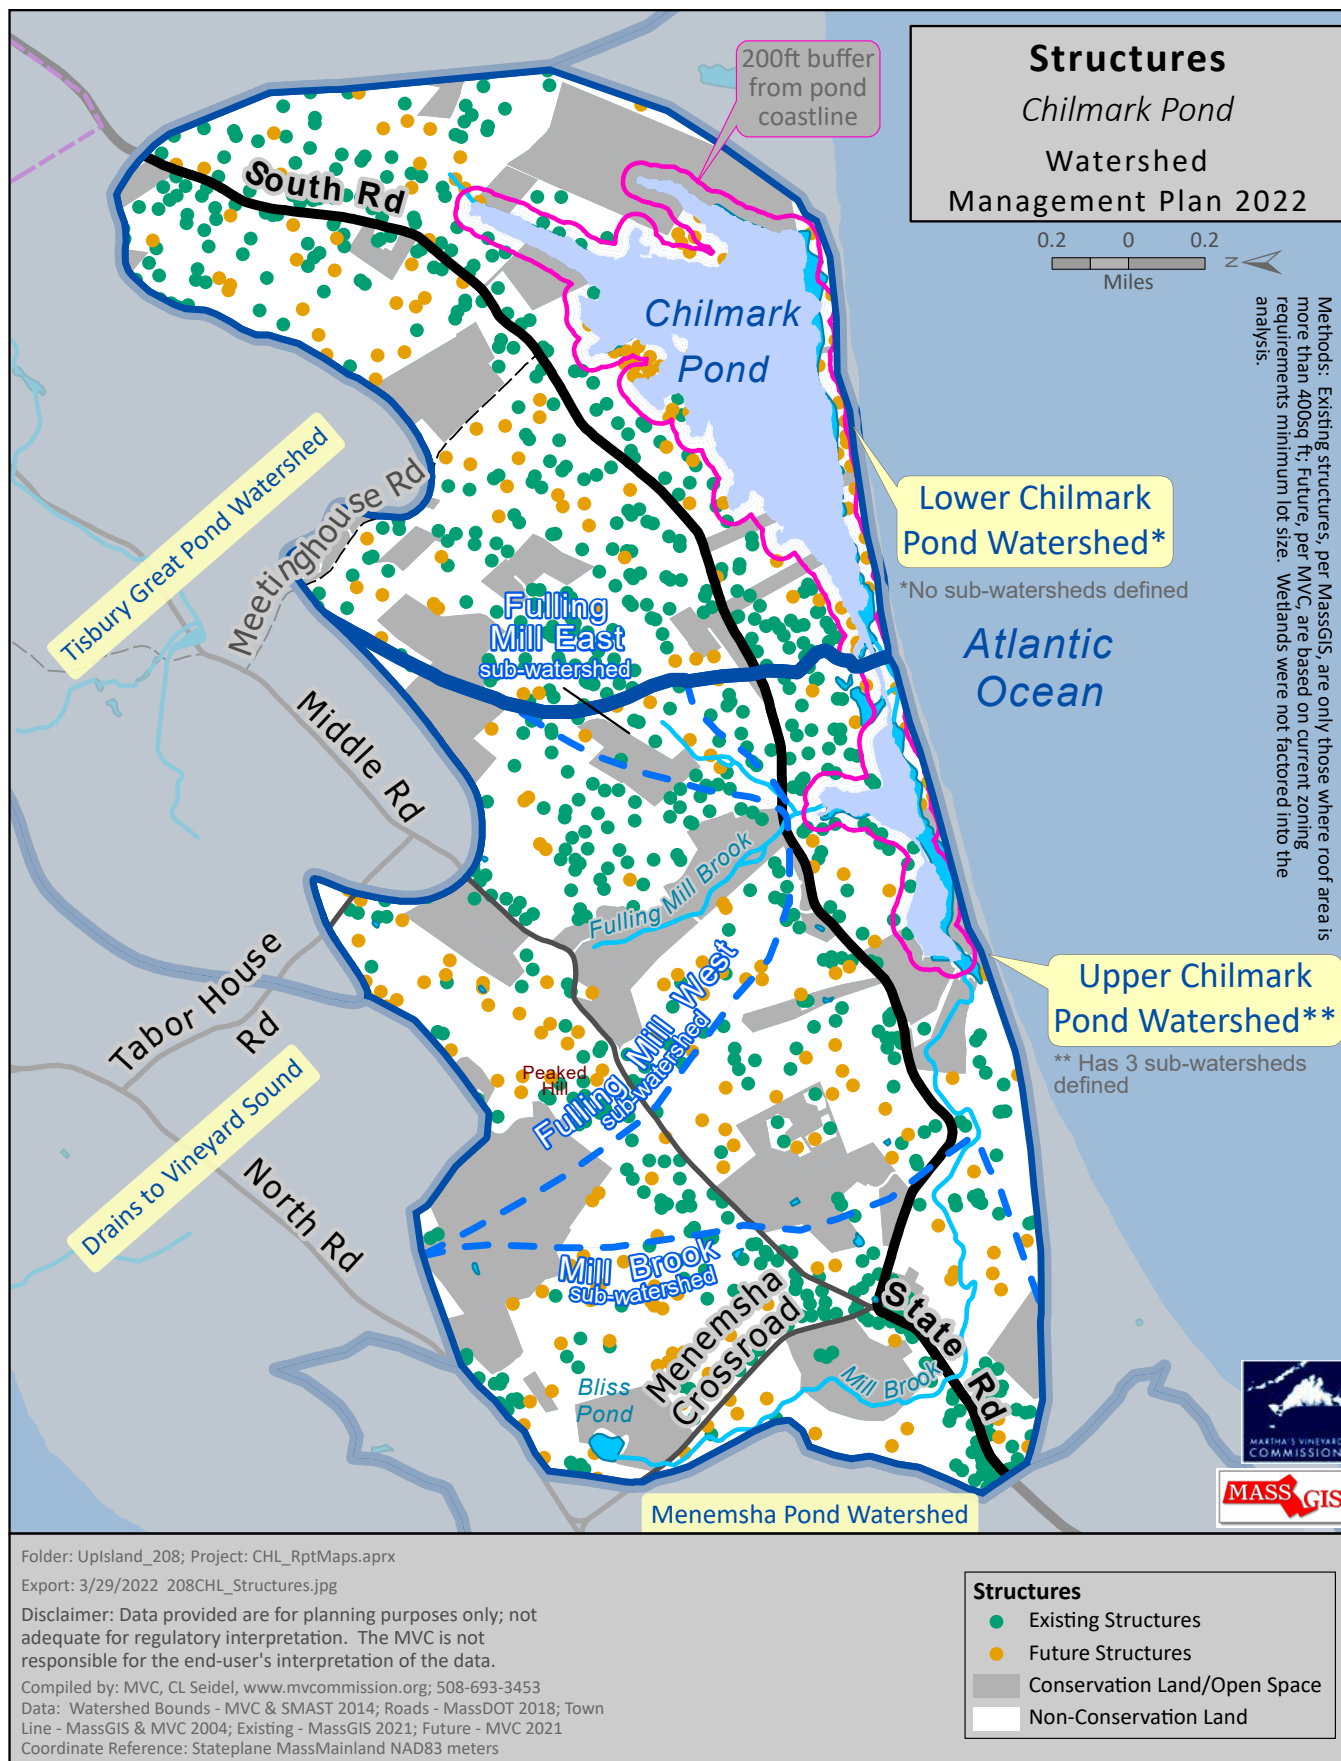 Structures
Chilmark Pond
Watershed
Management Plan 2022
0.2 0 0.2
Miles
N
200ft buffer
from pond
coastline
Methods: Existing structures, per MassGIS, are only those where roof area is
more than 400sq ft; Future, per MVC, are based on current zoning
requirements minimum lot size. Wetlands were not factored into the
analysis.
South Rd
Chilmark
Pond
Tisbury Great Pond Watershed
Meetinghouse Rd
Lower Chilmark
Pond Watershed*
*No sub-watersheds defined
Fulling
Mill East
sub-watershed
Atlantic
Ocean
Middle Rd
Fulling Mill Brook
Tabor House
Rd
Fulling Mill West
sub-watershed
Upper Chilmark
Pond Watershed**
** Has 3 sub-watersheds
defined
Peaked
Hill
Drains to Vineyard Sound
North Rd
Mill Brook
sub-watershed
Menemsha
Crossroad
State Rd
Mill Brook
Bliss
Pond
MARTHA'S VINEYARD
COMMISSION
MASS GIS
Menemsha Pond Watershed
Folder: UpIsland_208; Project: CHL_RptMaps.aprx
Export: 3/29/2022 208CHL_Structures.jpg
Disclaimer: Data provided are for planning purposes only; not
adequate for regulatory interpretation. The MVC is not
responsible for the end-user's interpretation of the data.
Compiled by: MVC, CL Seidel, www.mvcommission.org; 508-693-3453
Data: Watershed Bounds - MVC & SMAST 2014; Roads - MassDOT 2018; Town
Line - MassGIS & MVC 2004; Existing - MassGIS 2021; Future - MVC 2021
Coordinate Reference: Stateplane MassMainland NAD83 meters
Structures
Existing Structures
Future Structures
Conservation Land/Open Space
Non-Conservation Land